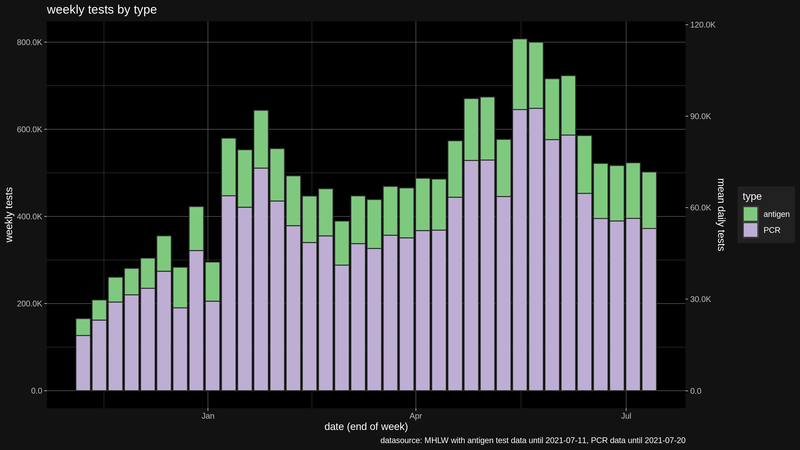 weekly tests by type
weekly tests
800.0K
600.0K
400.0K
200.0K
0.0
120.0K
90.0K
60.0K
30.0K
0.0
mean daily tests
type
antigen
PCR
Jan
Apr
Jul
date (end of week)
datasource: MHLW with antigen test data until 2021-07-11, PCR data until 2021-07-20